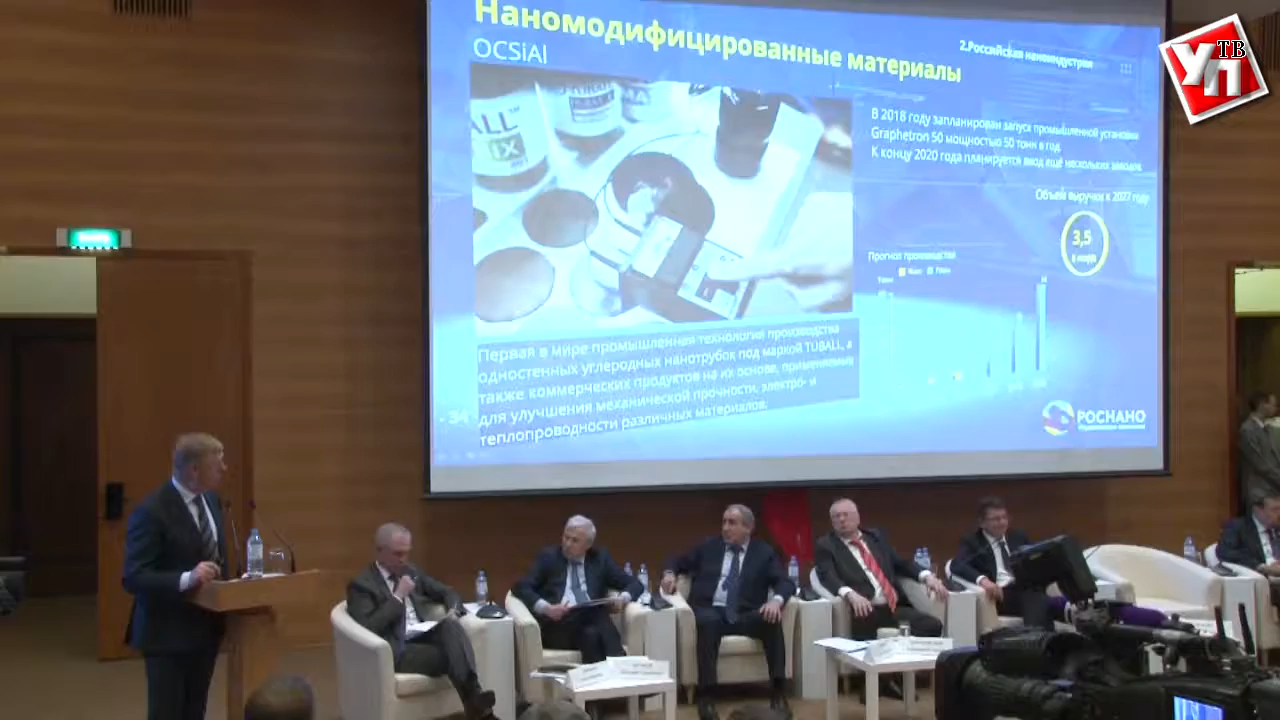 Наномодифицированные материалы
2.Российская наноиндустрия
OCSiAl
УП ТВ
В 2018 году запланирован запуск промышленной установки
Graphetron 50 мощностью 50 тонн в год.
К концу 2020 года планируется ввод ещё нескольких заводов.
Объем выручки к 2027 году
3,5
Прогноз производства
Первая в мире промышленная технология производства
одностенных углеродных нанотрубок под маркой TUBALL, а
также коммерческих продуктов на их основе, применяемых
для улучшения механической прочности, электро- и
теплопроводности различных материалов.
34
РОСНАНО